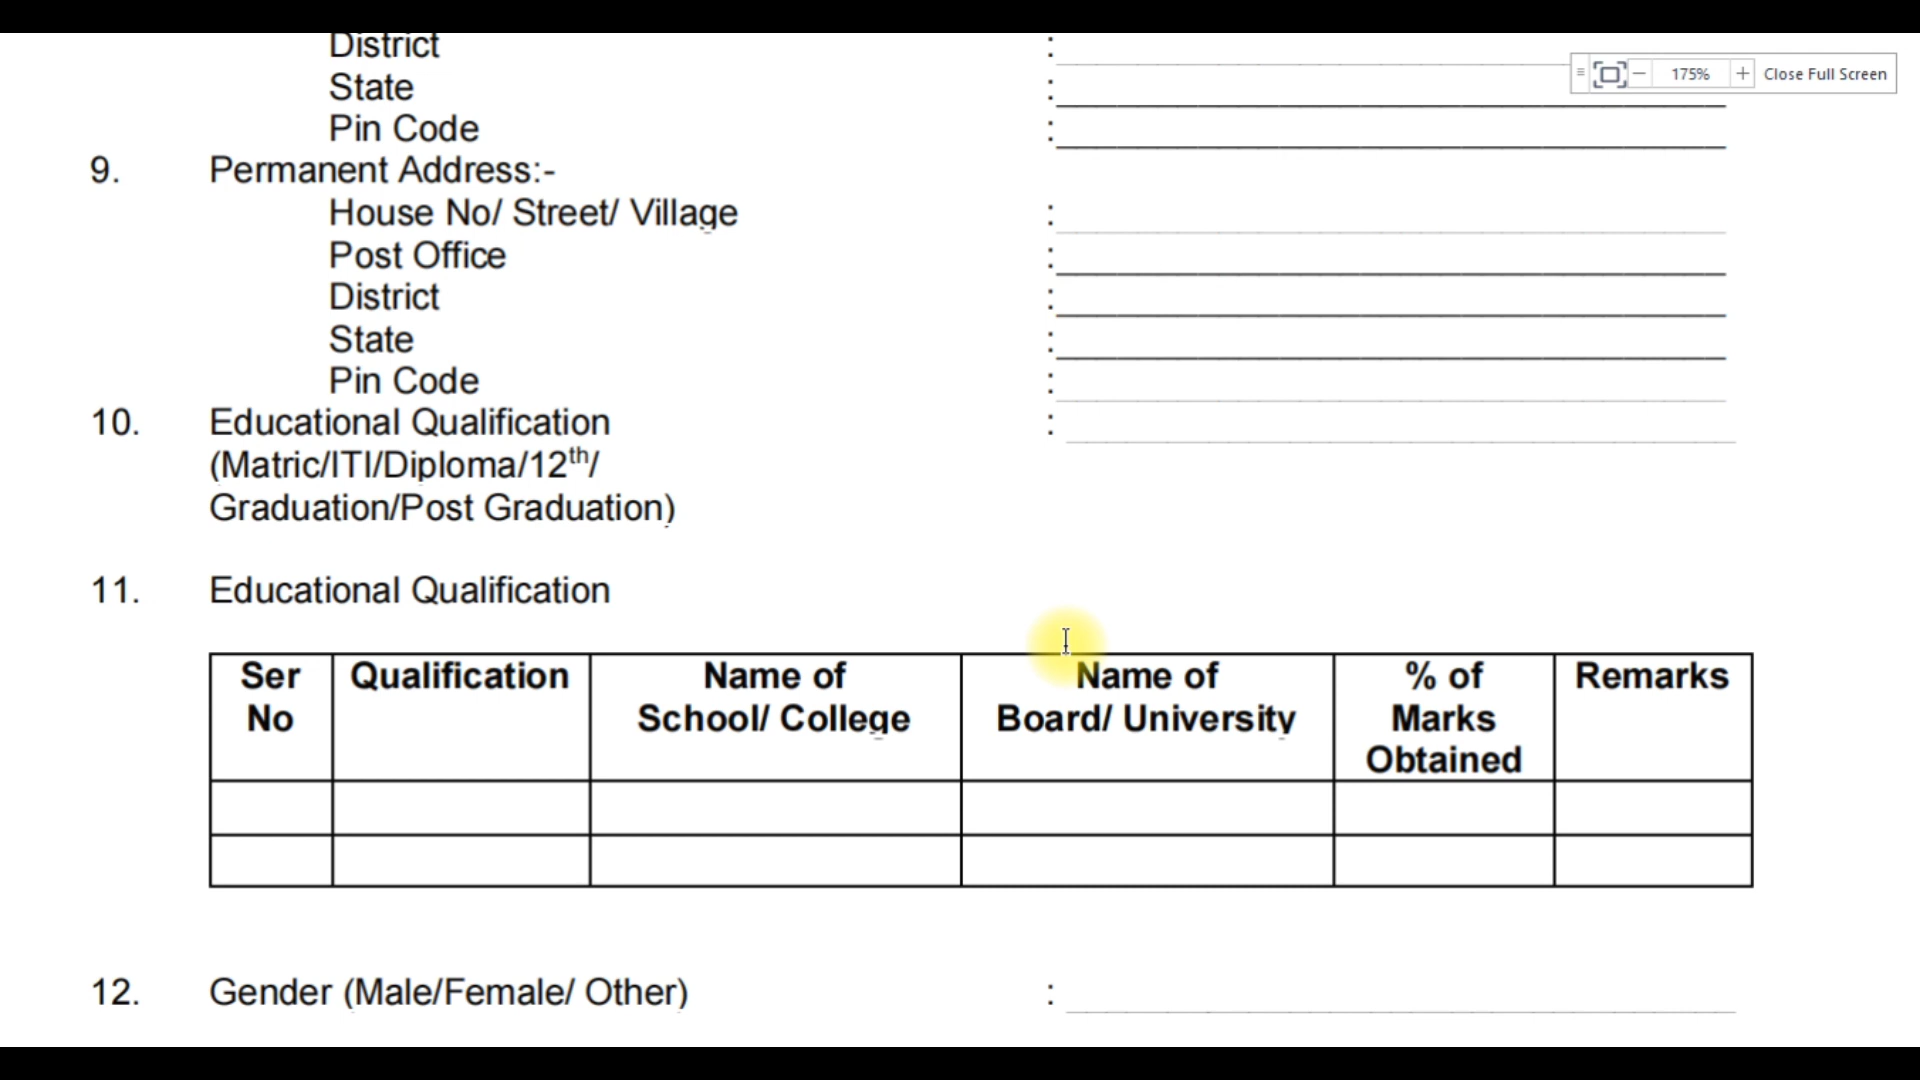 District :
State :
Pin Code :
175% Close Full Screen
9. Permanent Address:-
House No/ Street/ Village :
Post Office :
District :
State :
Pin Code :
10. Educational Qualification :
(Matric/ITI/Diploma/12th/
Graduation/Post Graduation)
11. Educational Qualification
Ser No | Qualification | Name of School/ College | Name of Board/ University | % of Marks Obtained | Remarks
12. Gender (Male/Female/ Other) :